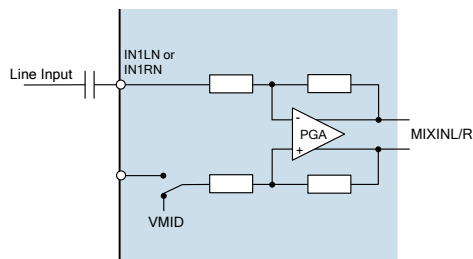 IN1LN or
IN1RN
Line Input
-
PGA
+
MIXINL/R
VMID